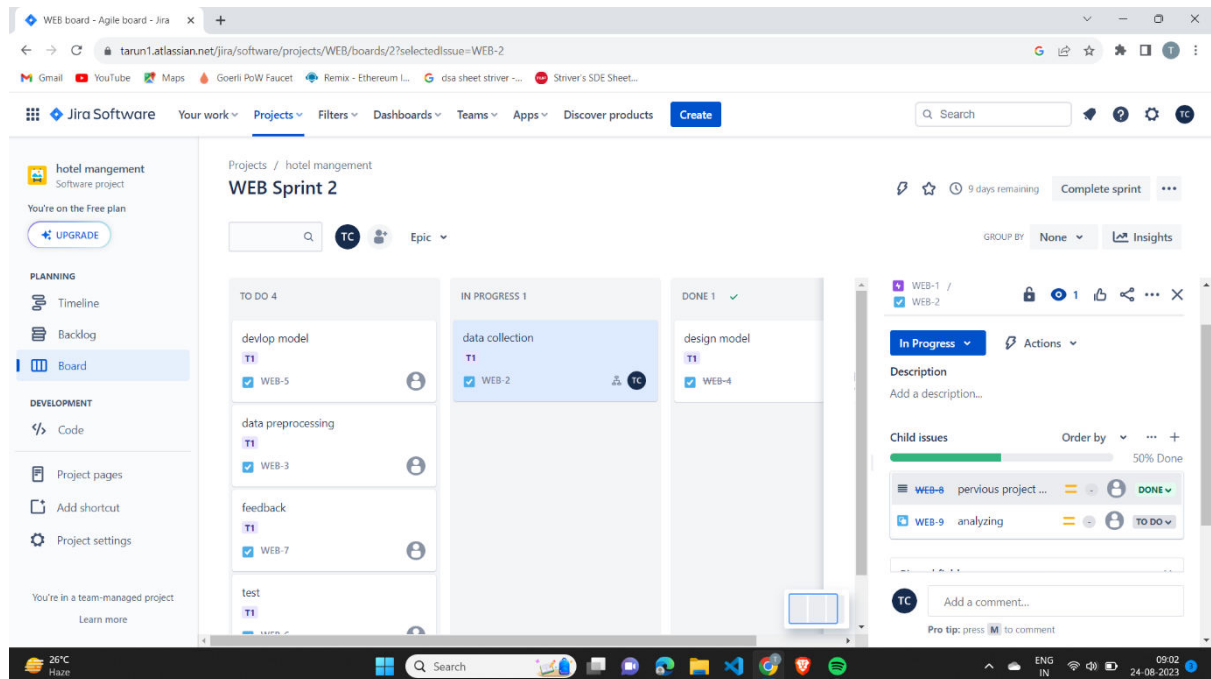 WEB board - Agile board - Jira
tarun1.atlassian.net/jira/software/projects/WEB/boards/2?selectedIssue=WEB-2
Gmail YouTube Maps Goerli PoW Faucet Remix - Ethereum I... dsa sheet striver -... Striver's SDE Sheet...
Jira Software Your work Projects Filters Dashboards Teams Apps Discover products Create Search TC
hotel mangement
Software project
You're on the Free plan
UPGRADE
PLANNING
Timeline
Backlog
Board
DEVELOPMENT
Code
Project pages
Add shortcut
Project settings
You're in a team-managed project
Learn more
Projects / hotel mangement
WEB Sprint 2
9 days remaining Complete sprint
TC Epic
GROUP BY None Insights
TO DO 4
devlop model
T1
WEB-5
data preprocessing
T1
WEB-3
feedback
T1
WEB-7
test
T1
WEB-6
IN PROGRESS 1
data collection
T1
WEB-2 TC
DONE 1
design model
T1
WEB-4
WEB-1 /
WEB-2
1
In Progress Actions
Description
Add a description...
Child issues Order by
50% Done
WEB-8 pervious project ... DONE
WEB-9 analyzing TO DO
TC Add a comment...
Pro tip: press M to comment
26°C
Haze
Search
ENG
IN
09:02
24-08-2023
1